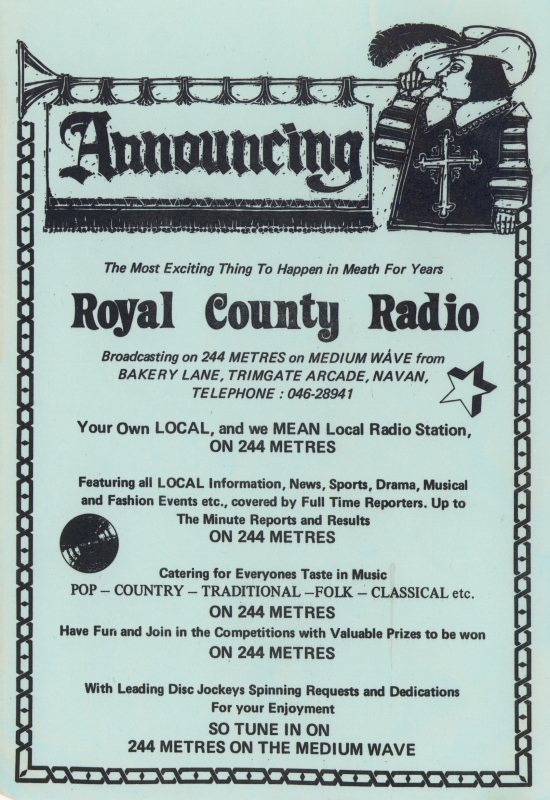 Announcing
The Most Exciting Thing To Happen in Meath For Years
Royal County Radio
Broadcasting on 244 METRES on MEDIUM WAVE from
BAKERY LANE, TRIMGATE ARCADE, NAVAN,
TELEPHONE : 046-28941
Your Own LOCAL, and we MEAN Local Radio Station,
ON 244 METRES
Featuring all LOCAL Information, News, Sports, Drama, Musical
and Fashion Events etc., covered by Full Time Reporters. Up to
The Minute Reports and Results
ON 244 METRES
Catering for Everyones Taste in Music
POP – COUNTRY – TRADITIONAL –FOLK – CLASSICAL etc.
ON 244 METRES
Have Fun and Join in the Competitions with Valuable Prizes to be won
ON 244 METRES
With Leading Disc Jockeys Spinning Requests and Dedications
For your Enjoyment
SO TUNE IN ON
244 METRES ON THE MEDIUM WAVE